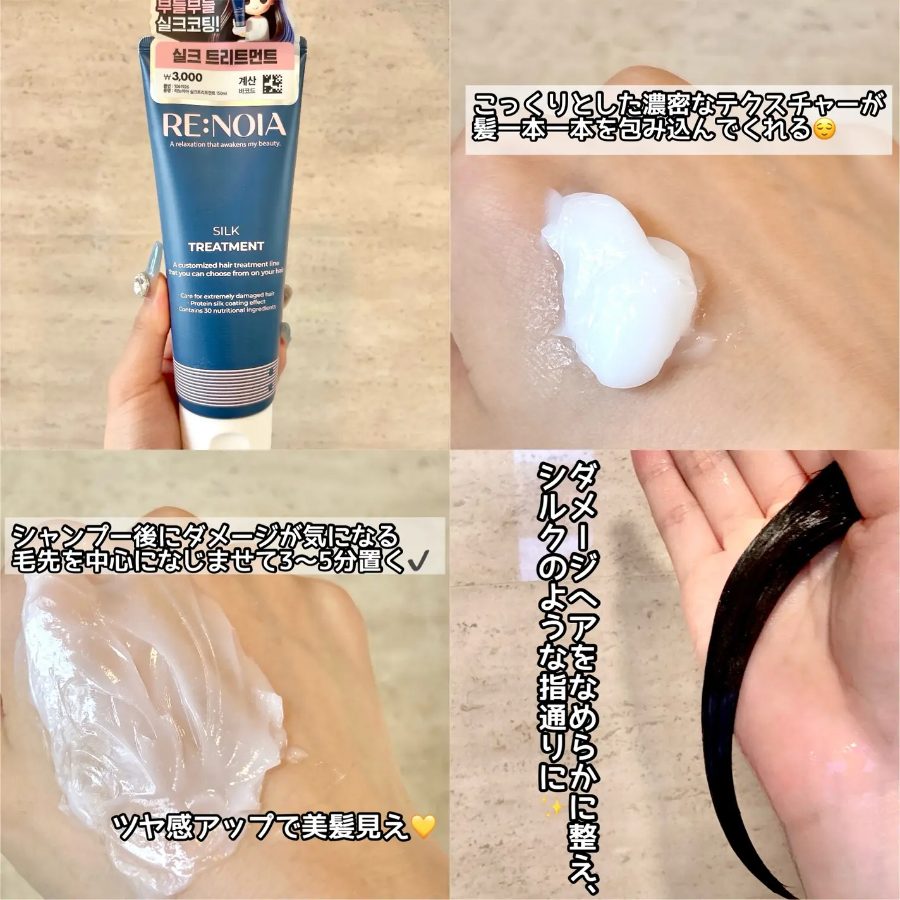 부들부들
실크코팅!
실크 트리트먼트
₩3,000
계산
바코드
RE:NOIA
A relaxation that awakens my beauty.
SILK
TREATMENT
A customized hair treatment line
that you can choose from on your hair
Care for extremely damaged hair
Protein silk coating effect
Contains 30 nutritional ingredients
こっくりとした濃密なテクスチャーが
髪一本一本を包み込んでくれる😌
シャンプー後にダメージが気になる
毛先を中心になじませて3〜5分置く✔
ツヤ感アップで美髪見え💛
ダメージヘアをなめらかに整え、
シルクのような指通りに✨